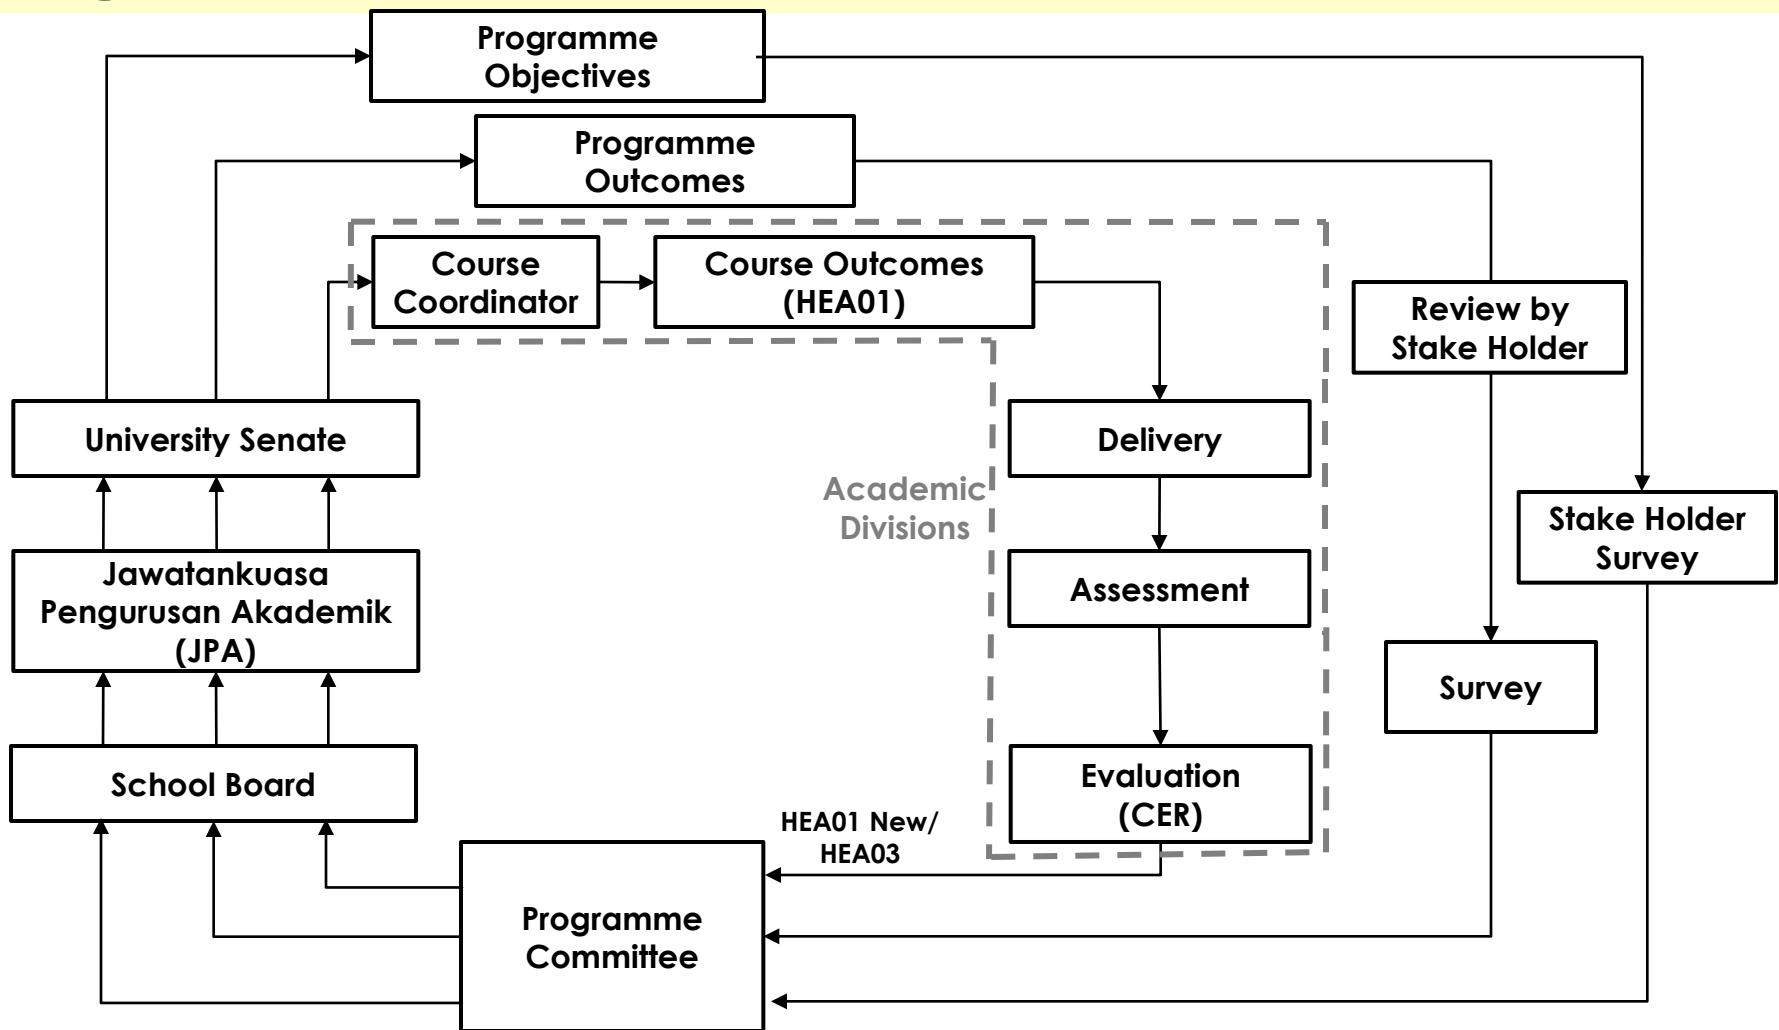 Programme
Objectives
Programme
Outcomes
Course
Coordinator
Course Outcomes
(HEA01)
Review by
Stake Holder
University Senate
Delivery
Academic
Divisions
Stake Holder
Survey
Jawatankuasa
Pengurusan Akademik
(JPA)
Assessment
Survey
School Board
Evaluation
(CER)
HEA01 New/
HEA03
Programme
Committee